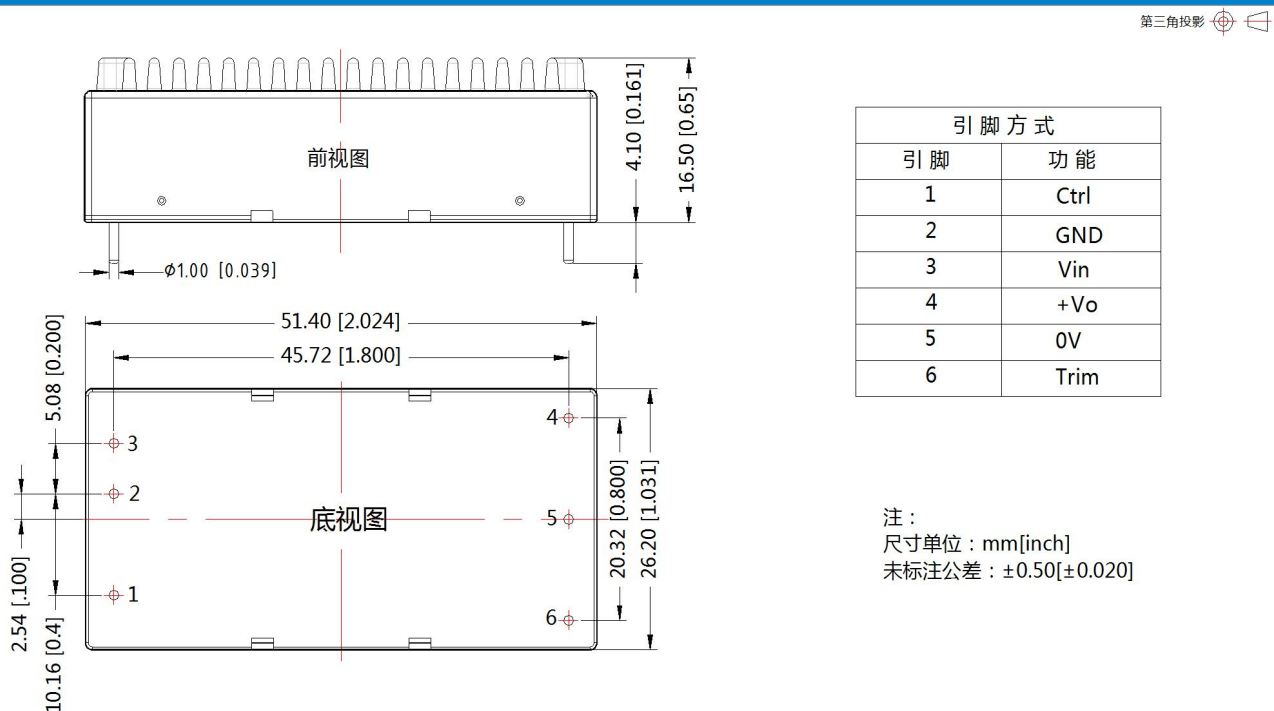 第三角投影
前视图
4.10 [0.161]
16.50 [0.65]
ϕ1.00 [0.039]
51.40 [2.024]
45.72 [1.800]
5.08 [0.200]
2.54 [.100]
10.16 [0.4]
3
2
1
底视图
4
5
6
20.32 [0.800]
26.20 [1.031]
引脚方式
引脚 功能
1 Ctrl
2 GND
3 Vin
4 +Vo
5 0V
6 Trim
注：
尺寸单位：mm[inch]
未标注公差：±0.50[±0.020]